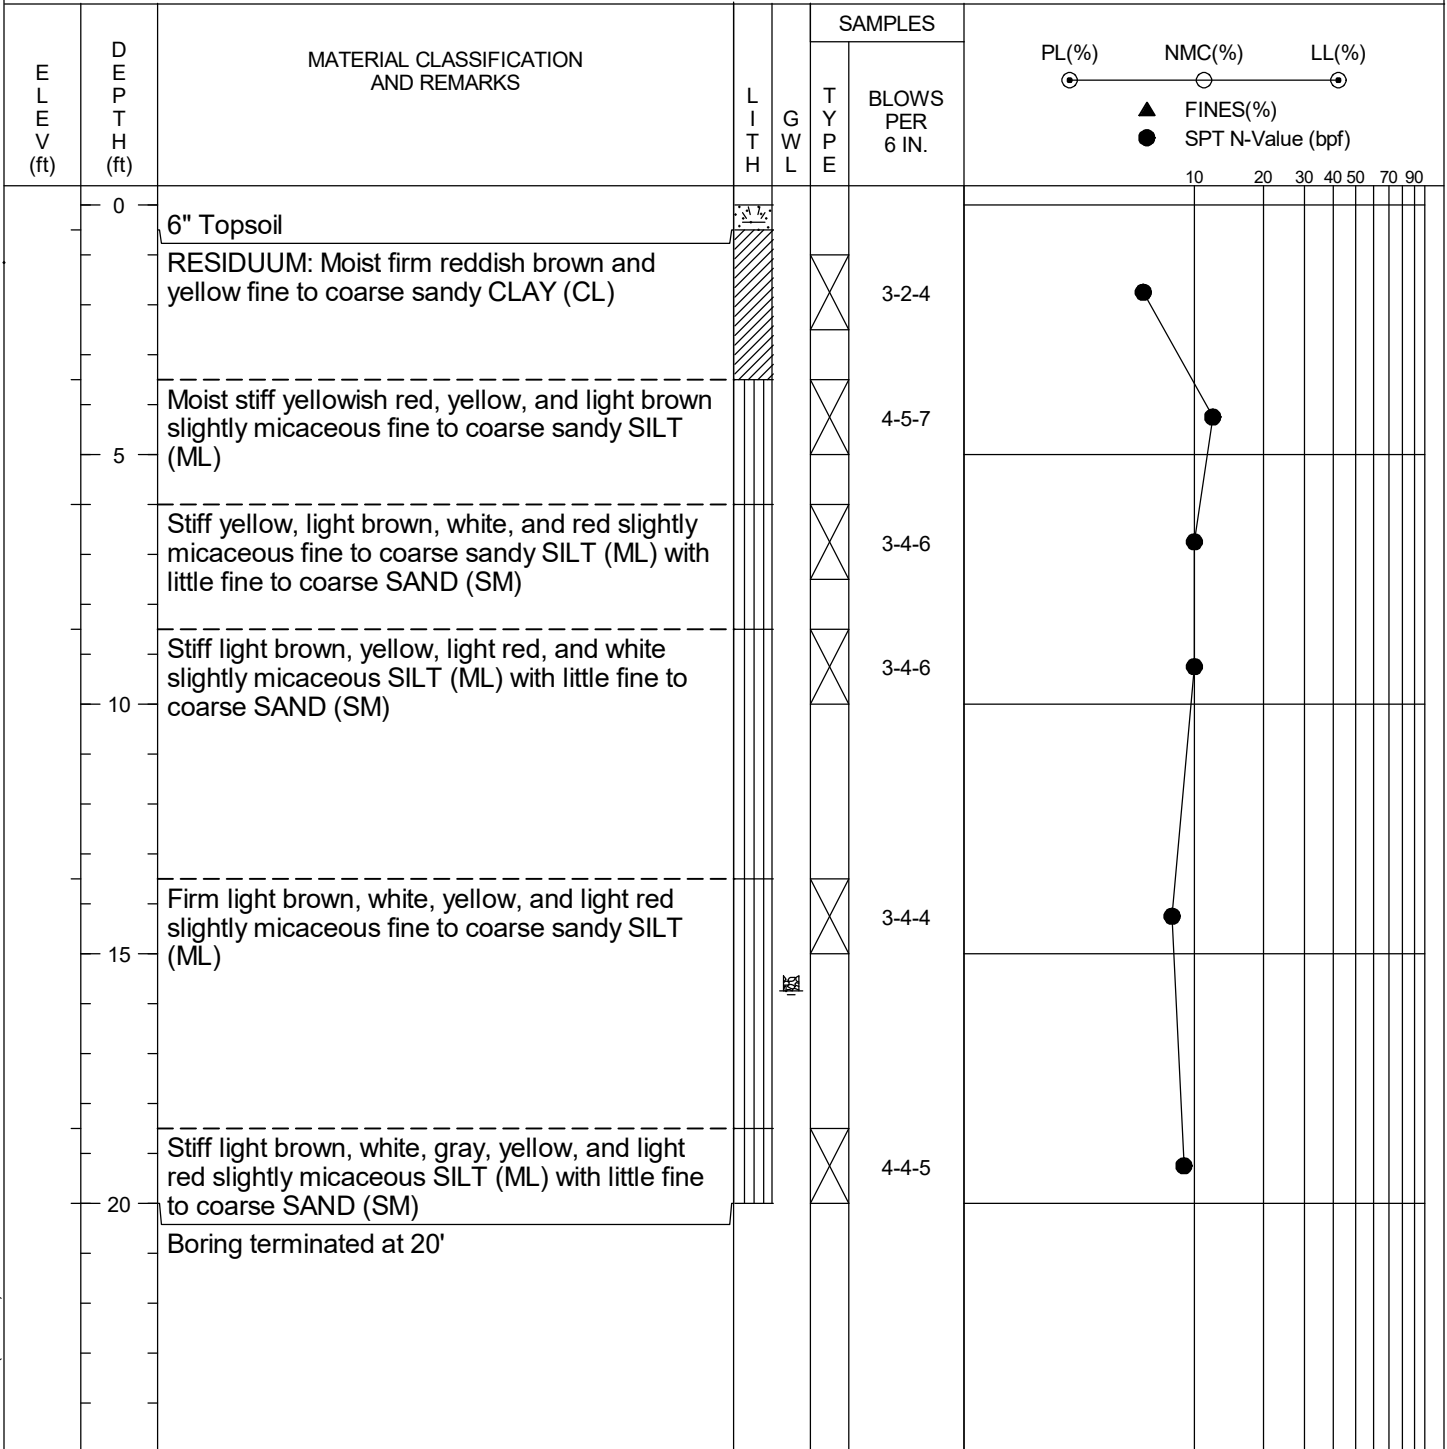 SAMPLES
ELEV
(ft)
DEPTH
(ft)
MATERIAL CLASSIFICATION
AND REMARKS
LITH
GWL
TYPE
BLOWS
PER
6 IN.
PL(%) NMC(%) LL(%)
FINES(%)
SPT N-Value (bpf)
10 20 30 40 50 70 90
0
6" Topsoil
RESIDUUM: Moist firm reddish brown and
yellow fine to coarse sandy CLAY (CL)
3-2-4
Moist stiff yellowish red, yellow, and light brown
slightly micaceous fine to coarse sandy SILT
(ML)
4-5-7
5
Stiff yellow, light brown, white, and red slightly
micaceous fine to coarse sandy SILT (ML) with
little fine to coarse SAND (SM)
3-4-6
Stiff light brown, yellow, light red, and white
slightly micaceous SILT (ML) with little fine to
coarse SAND (SM)
3-4-6
10
Firm light brown, white, yellow, and light red
slightly micaceous fine to coarse sandy SILT
(ML)
3-4-4
15
Stiff light brown, white, gray, yellow, and light
red slightly micaceous SILT (ML) with little fine
to coarse SAND (SM)
4-4-5
20
Boring terminated at 20'